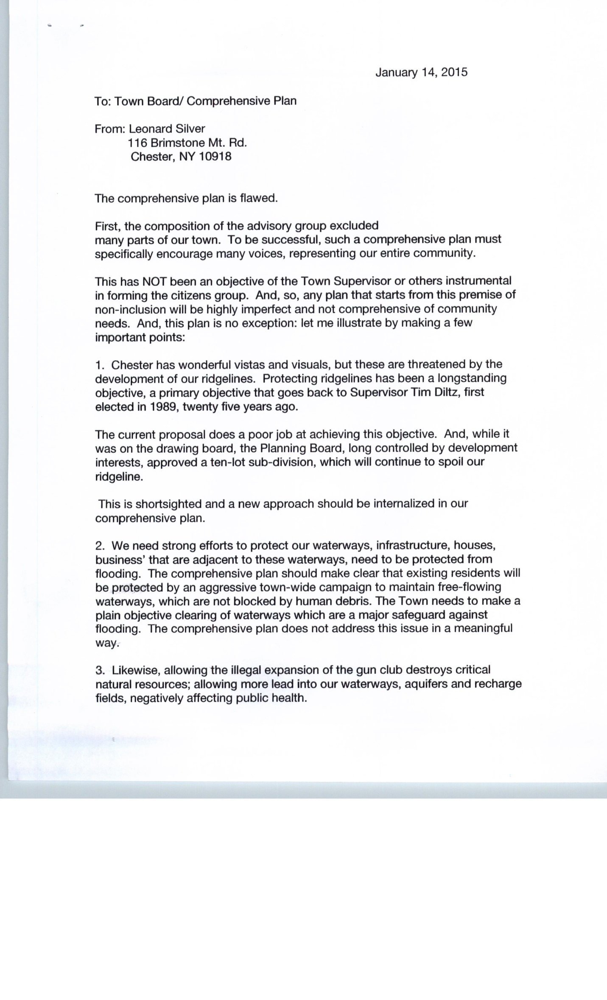 January 14, 2015
To: Town Board/ Comprehensive Plan
From: Leonard Silver
116 Brimstone Mt. Rd.
Chester, NY 10918
The comprehensive plan is flawed.
First, the composition of the advisory group excluded
many parts of our town.  To be successful, such a comprehensive plan must
specifically encourage many voices, representing our entire community.
This has NOT been an objective of the Town Supervisor or others instrumental
in forming the citizens group.  And, so, any plan that starts from this premise of
non-inclusion will be highly imperfect and not comprehensive of community
needs.  And, this plan is no exception: let me illustrate by making a few
important points:
1.  Chester has wonderful vistas and visuals, but these are threatened by the
development of our ridgelines.  Protecting ridgelines has been a longstanding
objective, a primary objective that goes back to Supervisor Tim Diltz, first
elected in 1989, twenty five years ago.
The current proposal does a poor job at achieving this objective.  And, while it
was on the drawing board, the Planning Board, long controlled by development
interests, approved a ten-lot sub-division, which will continue to spoil our
ridgeline.
This is shortsighted and a new approach should be internalized in our
comprehensive plan.
2.  We need strong efforts to protect our waterways, infrastructure, houses,
business’ that are adjacent to these waterways, need to be protected from
flooding.  The comprehensive plan should make clear that existing residents will
be protected by an aggressive town-wide campaign to maintain free-flowing
waterways, which are not blocked by human debris. The Town needs to make a
plain objective clearing of waterways which are a major safeguard against
flooding.  The comprehensive plan does not address this issue in a meaningful
way.
3.  Likewise, allowing the illegal expansion of the gun club destroys critical
natural resources; allowing more lead into our waterways, aquifers and recharge
fields, negatively affecting public health.